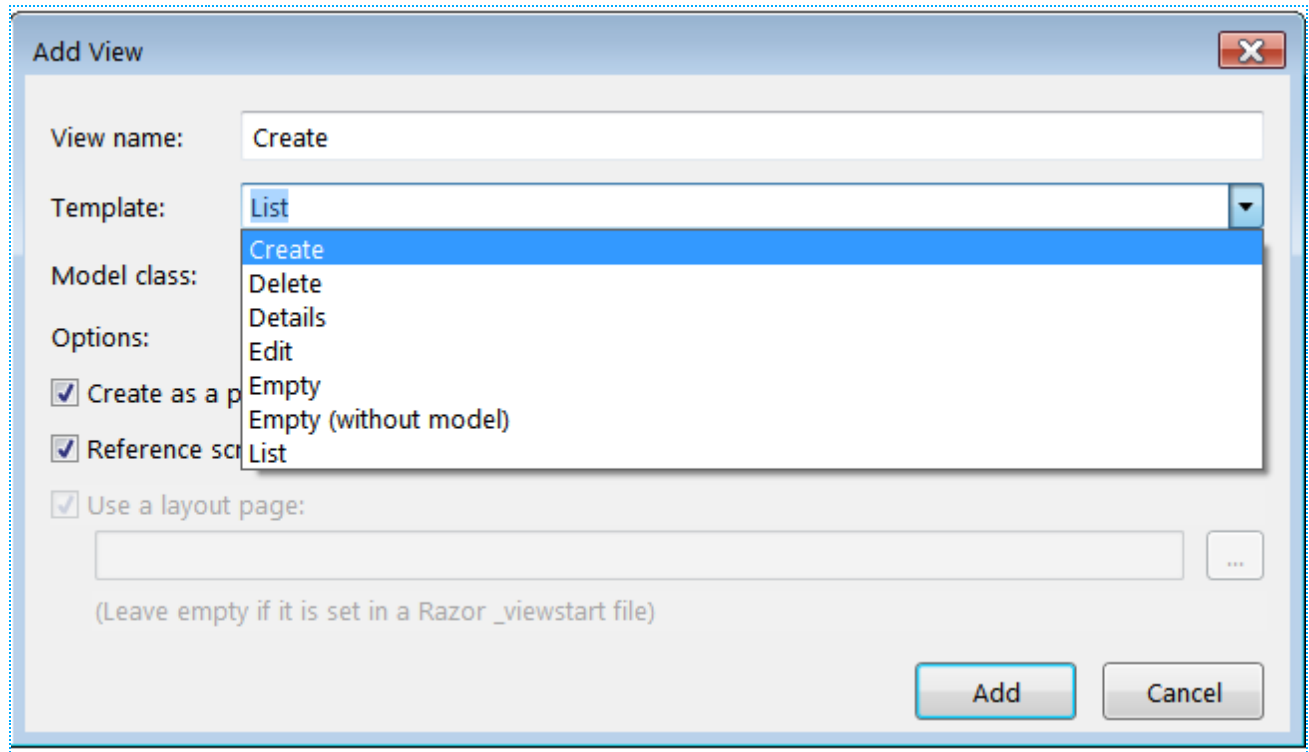 Add View
View name: Create
Template: List
Create
Model class:
Delete
Details
Options:
Edit
Create as a p
Empty
Empty (without model)
Reference scr
List
Use a layout page:
...
(Leave empty if it is set in a Razor _viewstart file)
Add Cancel